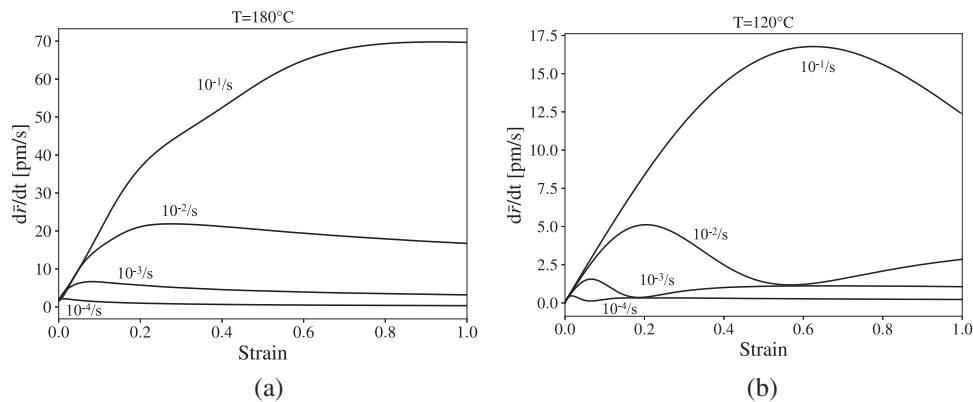 T=180°C
dr̄/dt [pm/s]
70
60
50
40
30
20
10
0
10⁻¹/s
10⁻²/s
10⁻³/s
10⁻⁴/s
0.0 0.2 0.4 0.6 0.8 1.0
Strain
(a)
T=120°C
dr̄/dt [pm/s]
17.5
15.0
12.5
10.0
7.5
5.0
2.5
0.0
10⁻¹/s
10⁻²/s
10⁻³/s
10⁻⁴/s
0.0 0.2 0.4 0.6 0.8 1.0
Strain
(b)